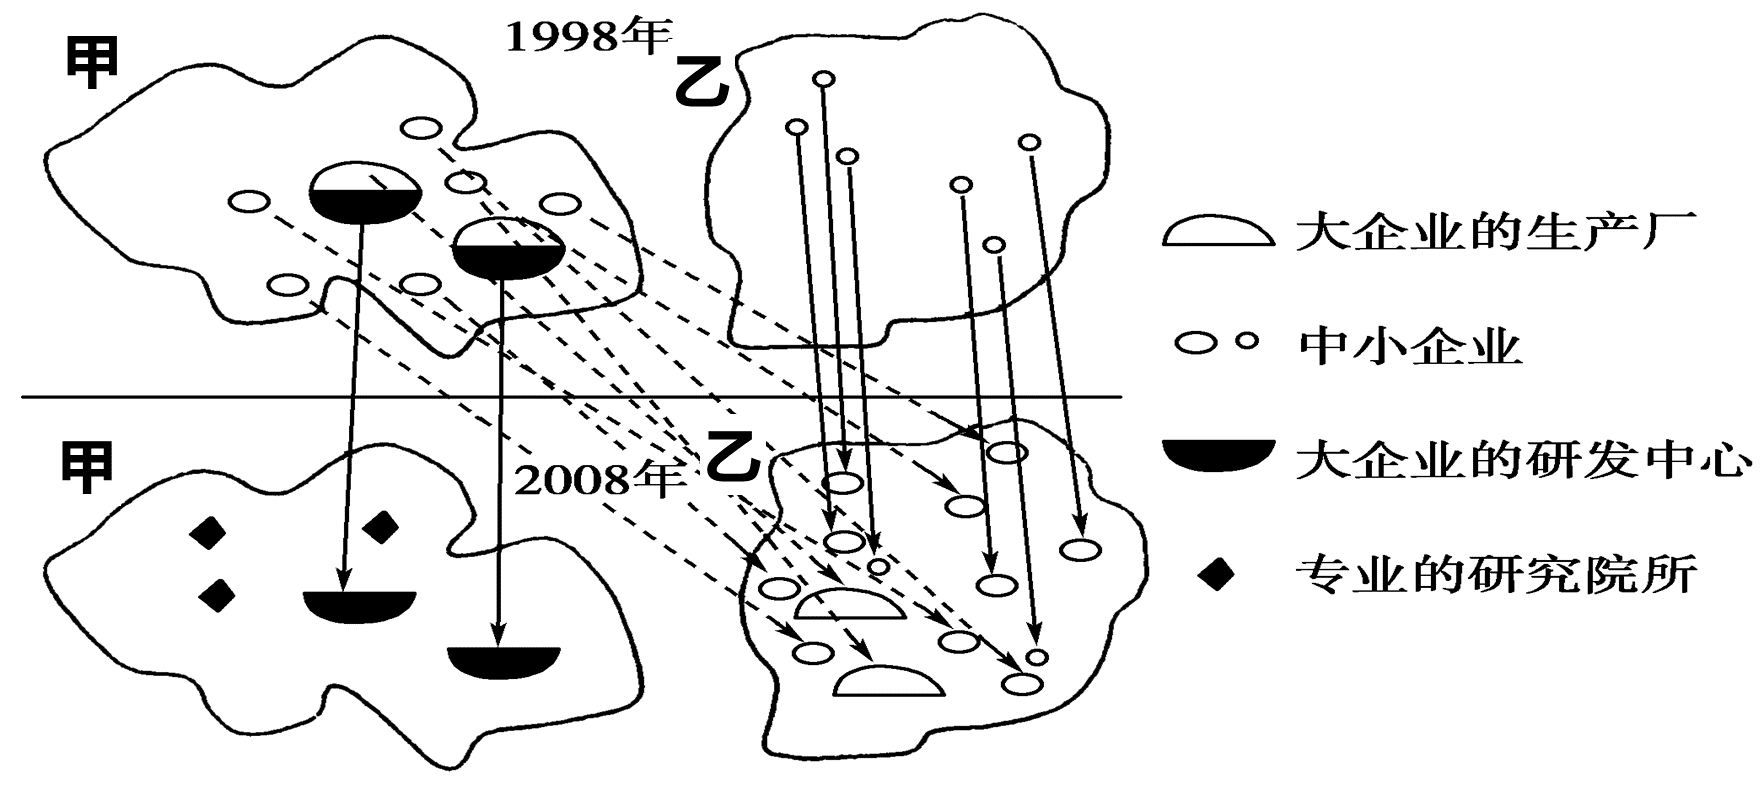 甲
1998年
乙
大企业的生产厂
中小企业
甲
2008年
乙
大企业的研发中心
专业的研究院所